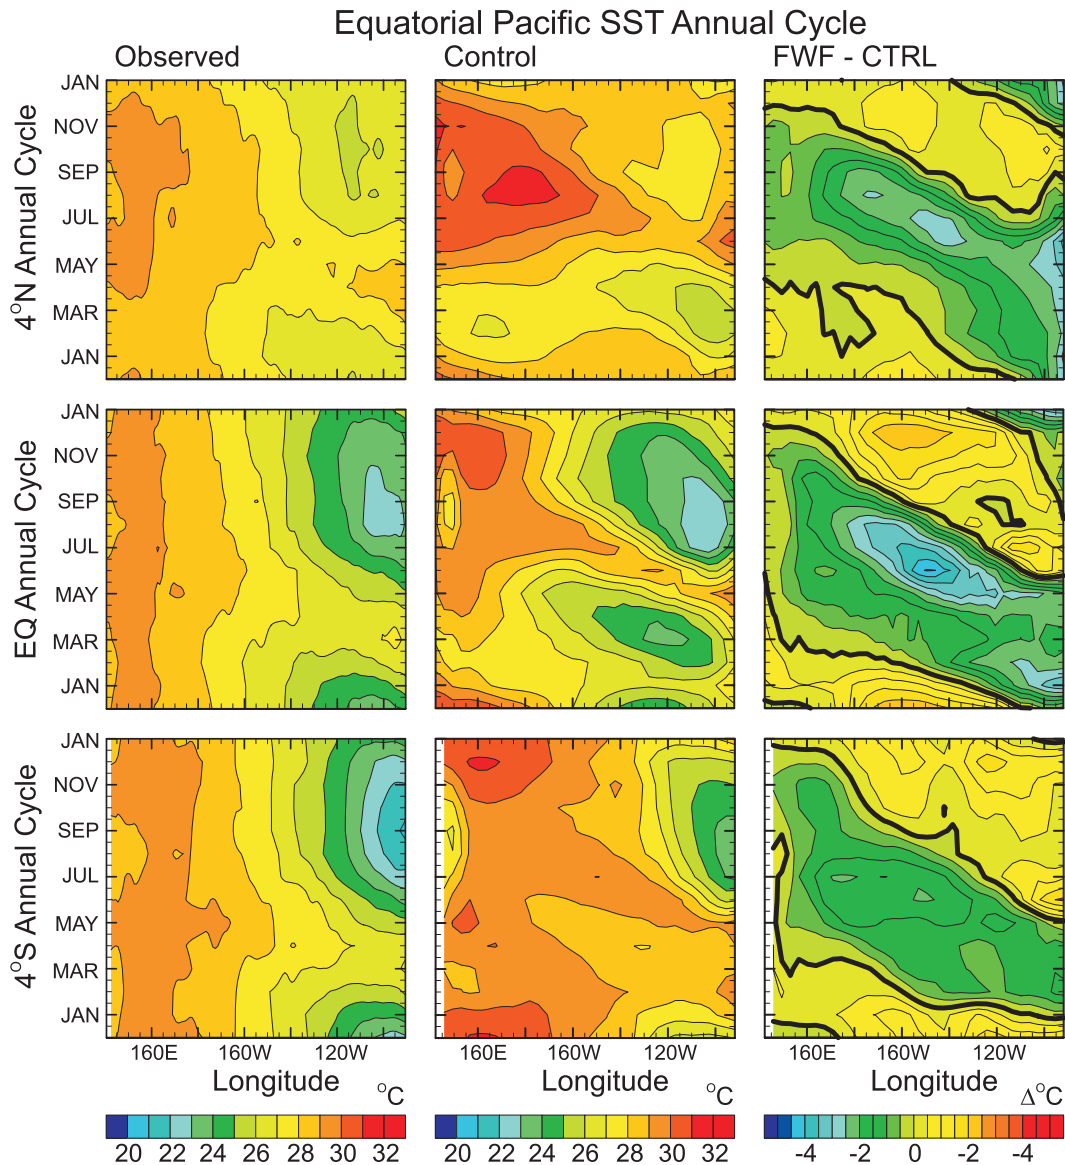 Equatorial Pacific SST Annual Cycle
Observed Control FWF - CTRL
4°N Annual Cycle
JAN
NOV
SEP
JUL
MAY
MAR
JAN
EQ Annual Cycle
JAN
NOV
SEP
JUL
MAY
MAR
JAN
4°S Annual Cycle
JAN
NOV
SEP
JUL
MAY
MAR
JAN
160E 160W 120W 160E 160W 120W 160E 160W 120W
Longitude Longitude Longitude
°C °C Δ°C
20 22 24 26 28 30 32 20 22 24 26 28 30 32 -4 -2 0 -2 -4